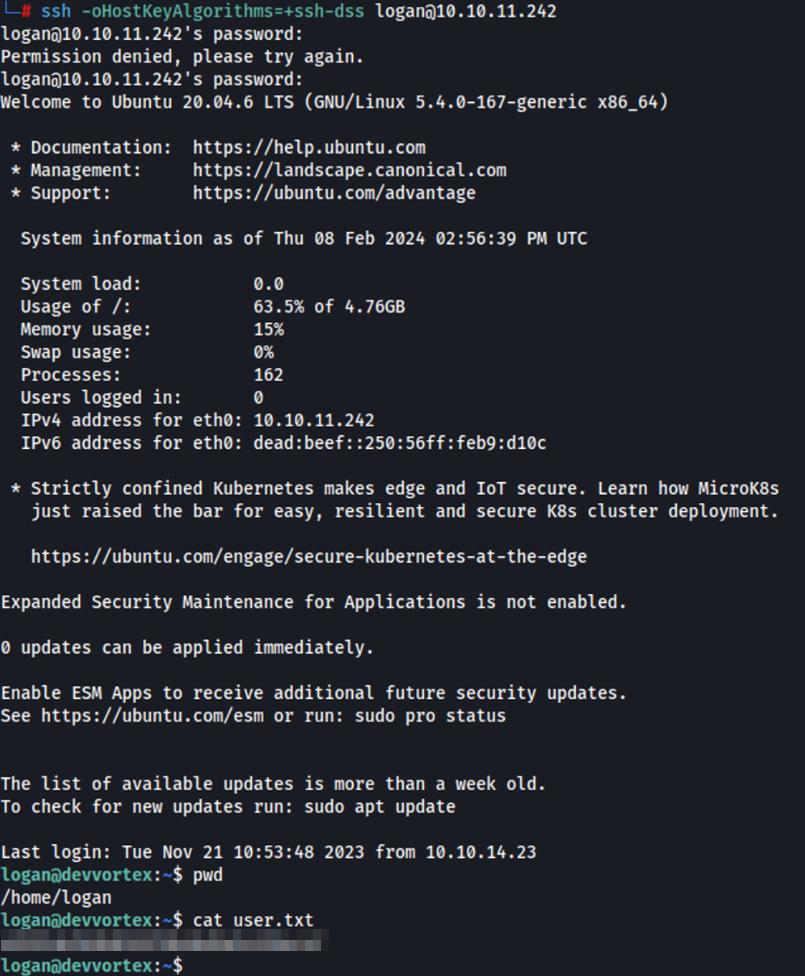 └─# ssh -oHostKeyAlgorithms=+ssh-dss logan@10.10.11.242
logan@10.10.11.242's password:
Permission denied, please try again.
logan@10.10.11.242's password:
Welcome to Ubuntu 20.04.6 LTS (GNU/Linux 5.4.0-167-generic x86_64)
* Documentation:  https://help.ubuntu.com
* Management:     https://landscape.canonical.com
* Support:        https://ubuntu.com/advantage
System information as of Thu 08 Feb 2024 02:56:39 PM UTC
System load:           0.0
Usage of /:            63.5% of 4.76GB
Memory usage:          15%
Swap usage:            0%
Processes:             162
Users logged in:       0
IPv4 address for eth0: 10.10.11.242
IPv6 address for eth0: dead:beef::250:56ff:feb9:d10c
* Strictly confined Kubernetes makes edge and IoT secure. Learn how MicroK8s
just raised the bar for easy, resilient and secure K8s cluster deployment.
https://ubuntu.com/engage/secure-kubernetes-at-the-edge
Expanded Security Maintenance for Applications is not enabled.
0 updates can be applied immediately.
Enable ESM Apps to receive additional future security updates.
See https://ubuntu.com/esm or run: sudo pro status
The list of available updates is more than a week old.
To check for new updates run: sudo apt update
Last login: Tue Nov 21 10:53:48 2023 from 10.10.14.23
logan@devvortex:~$ pwd
/home/logan
logan@devvortex:~$ cat user.txt
logan@devvortex:~$